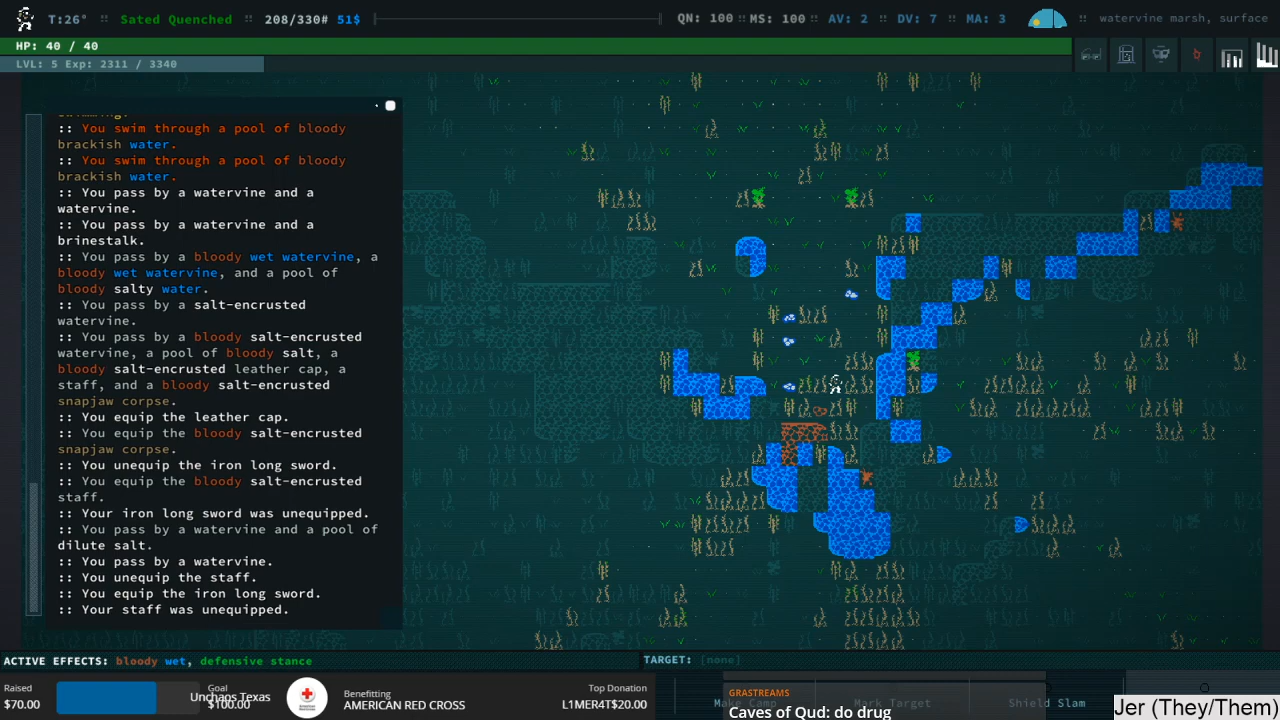 T:26° :: Sated Quenched :: 208/330# 51$ QN: 100 :: MS: 100 :: AV: 2 :: DV: 7 :: MA: 3 :: watervine marsh, surface
HP: 40 / 40
LVL: 5 Exp: 2311 / 3340
swimming.
:: You swim through a pool of bloody
brackish water.
:: You swim through a pool of bloody
brackish water.
:: You pass by a watervine and a
watervine.
:: You pass by a watervine and a
brinestalk.
:: You pass by a bloody wet watervine, a
bloody wet watervine, and a pool of
bloody salty water.
:: You pass by a salt-encrusted
watervine.
:: You pass by a bloody salt-encrusted
watervine, a pool of bloody salt, a
bloody salt-encrusted leather cap, a
staff, and a bloody salt-encrusted
snapjaw corpse.
:: You equip the leather cap.
:: You equip the bloody salt-encrusted
snapjaw corpse.
:: You unequip the iron long sword.
:: You equip the bloody salt-encrusted
staff.
:: Your iron long sword was unequipped.
:: You pass by a watervine and a pool of
dilute salt.
:: You pass by a watervine.
:: You unequip the staff.
:: You equip the iron long sword.
:: Your staff was unequipped.
ACTIVE EFFECTS: bloody wet, defensive stance
TARGET: [none]
Raised
$70.00
Goal
$100.00
Unchaos Texas
Benefitting
AMERICAN RED CROSS
Top Donation
L1MER4T$20.00
GRASTREAMS
Make Camp
Mark Target
Shield Slam
Caves of Qud: do drug
Jer (They/Them)